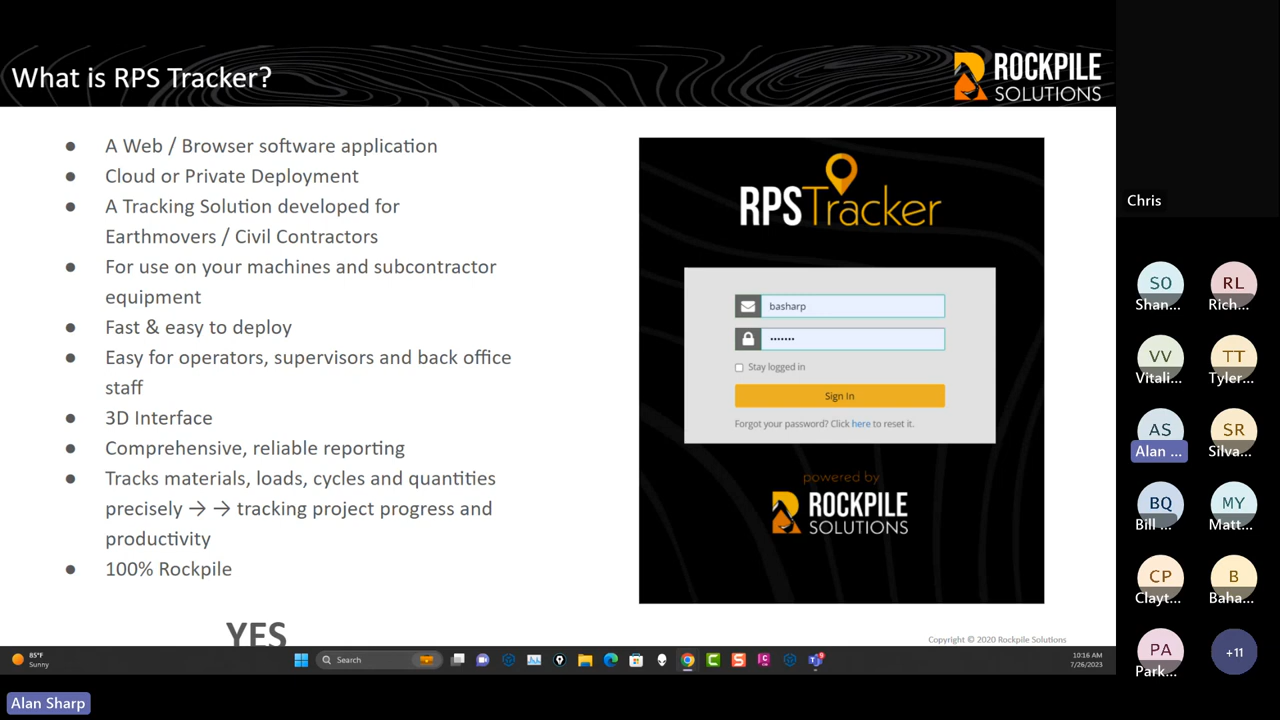 What is RPS Tracker?
ROCKPILE
SOLUTIONS
● A Web / Browser software application
● Cloud or Private Deployment
● A Tracking Solution developed for
Earthmovers / Civil Contractors
● For use on your machines and subcontractor
equipment
● Fast & easy to deploy
● Easy for operators, supervisors and back office
staff
● 3D Interface
● Comprehensive, reliable reporting
● Tracks materials, loads, cycles and quantities
precisely → → tracking project progress and
productivity
● 100% Rockpile
YES
RPSTracker
basharp
•••••••
Stay logged in
Sign In
Forgot your password? Click here to reset it.
powered by
ROCKPILE
SOLUTIONS
Copyright © 2020 Rockpile Solutions
85°F
Sunny
Search
10:16 AM
7/26/2023
Alan Sharp
Chris
SO
Shan...
RL
Rich...
VV
Vitali...
TT
Tyler...
AS
Alan ...
SR
Silva...
BQ
Bill ...
MY
Matt...
CP
Clayt...
B
Baha...
PA
Park...
+11